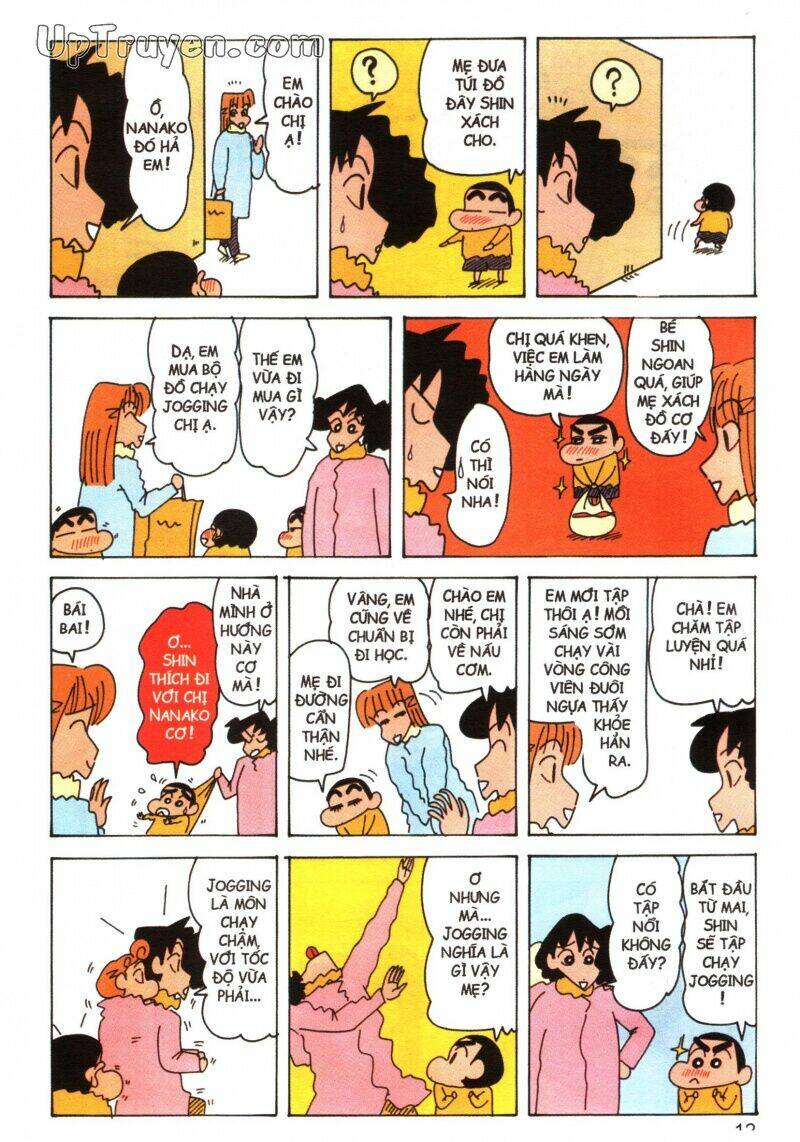 UpTruyen.com
?
?
MẸ ĐƯA
TÚI ĐỒ
ĐÂY SHIN
XÁCH
CHO.
EM
CHÀO
CHỊ
Ạ!
Ồ,
NANAKO
ĐỐ HẢ
EM!
BÉ
SHIN
NGOAN
QUÁ, GIÚP
MẸ XÁCH
ĐỒ CƠ
ĐẤY!
CHỊ QUÁ KHEN,
VIỆC EM LÀM
HÀNG NGÀY
MÀ!
CÓ
THÌ
NỐI
NHA!
THẾ EM
VỪA ĐI
MUA GÌ
VẬY?
DẠ, EM
MUA BỘ
ĐỒ CHẠY
JOGGING
CHỊ Ạ.
CHÀ! EM
CHĂM TẬP
LUYỆN QUÁ
NHỈ!
EM MỚI TẬP
THÔI Ạ! MỖI
SÁNG SỚM
CHẠY VÀI
VÒNG CÔNG
VIÊN ĐUÔI
NGỰA THẤY
KHỎE
HẲN
RA.
CHÀO EM
NHÉ, CHỊ
CÒN PHẢI
VỀ NẤU
CƠM.
VÂNG, EM
CŨNG VỀ
CHUẨN BỊ
ĐI HỌC.
MẸ ĐI
ĐƯỜNG
CẨN
THẬN
NHÉ.
NHÀ
MÌNH Ở
HƯỚNG
NÀY
CƠ
MÀ!
Ơ...
SHIN
THÍCH ĐI
VỚI CHỊ
NANAKO
CƠ!
BÁI
BAI!
BẮT ĐẦU
TỪ MAI,
SHIN
SẼ TẬP
CHẠY
JOGGING!
CÓ
TẬP
NỔI
KHÔNG
ĐẤY?
Ơ
NHƯNG
MÀ...
JOGGING
NGHĨA LÀ
GÌ VẬY
MẸ?
JOGGING
LÀ MÔN
CHẠY
CHẬM,
VỚI TỐC
ĐỘ VỪA
PHẢI...